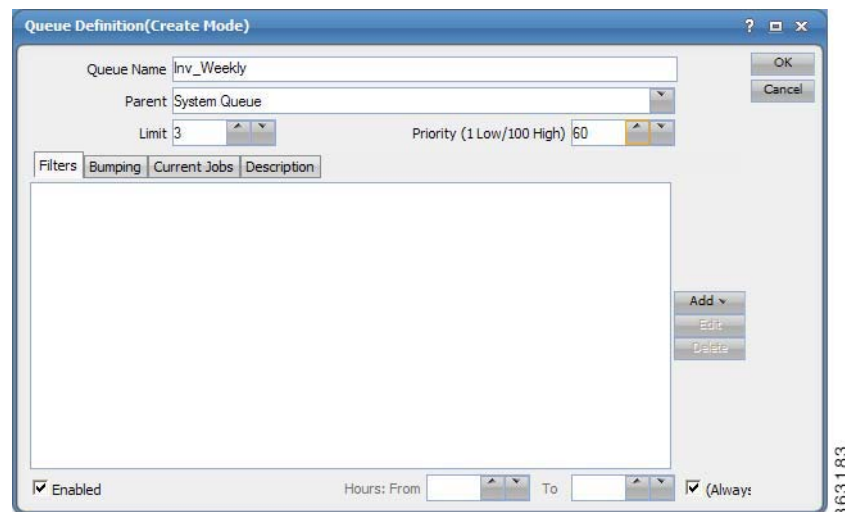 Queue Definition(Create Mode)
?
Queue Name Inv_Weekly
OK
Parent System Queue
Cancel
Limit 3 Priority (1 Low/100 High) 60
Filters Bumping Current Jobs Description
Add
Edit
Delete
Enabled Hours: From To (Always
363183